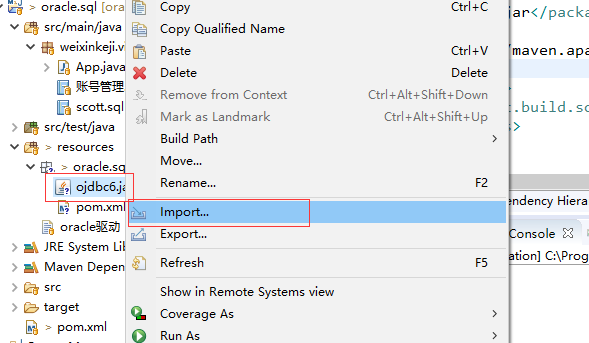 oracle.sql [ora
src/main/java
weixinkeji.v
App.java
账号管理
scott.sql
src/test/java
resources
oracle.sq
ojdbc6.ja
pom.xml
oracle驱动
JRE System Lib
Maven Depen
src
target
pom.xml
Copy Ctrl+C
Copy Qualified Name
Paste Ctrl+V
Delete Delete
Remove from Context Ctrl+Alt+Shift+Down
Mark as Landmark Ctrl+Alt+Shift+Up
Build Path
Move...
Rename... F2
Import...
Export...
Refresh F5
Show in Remote Systems view
Coverage As
Run As
jar</packa
/maven.apa
t.build.sc
s>
endency Hierar
Console
ation] C:\Prog